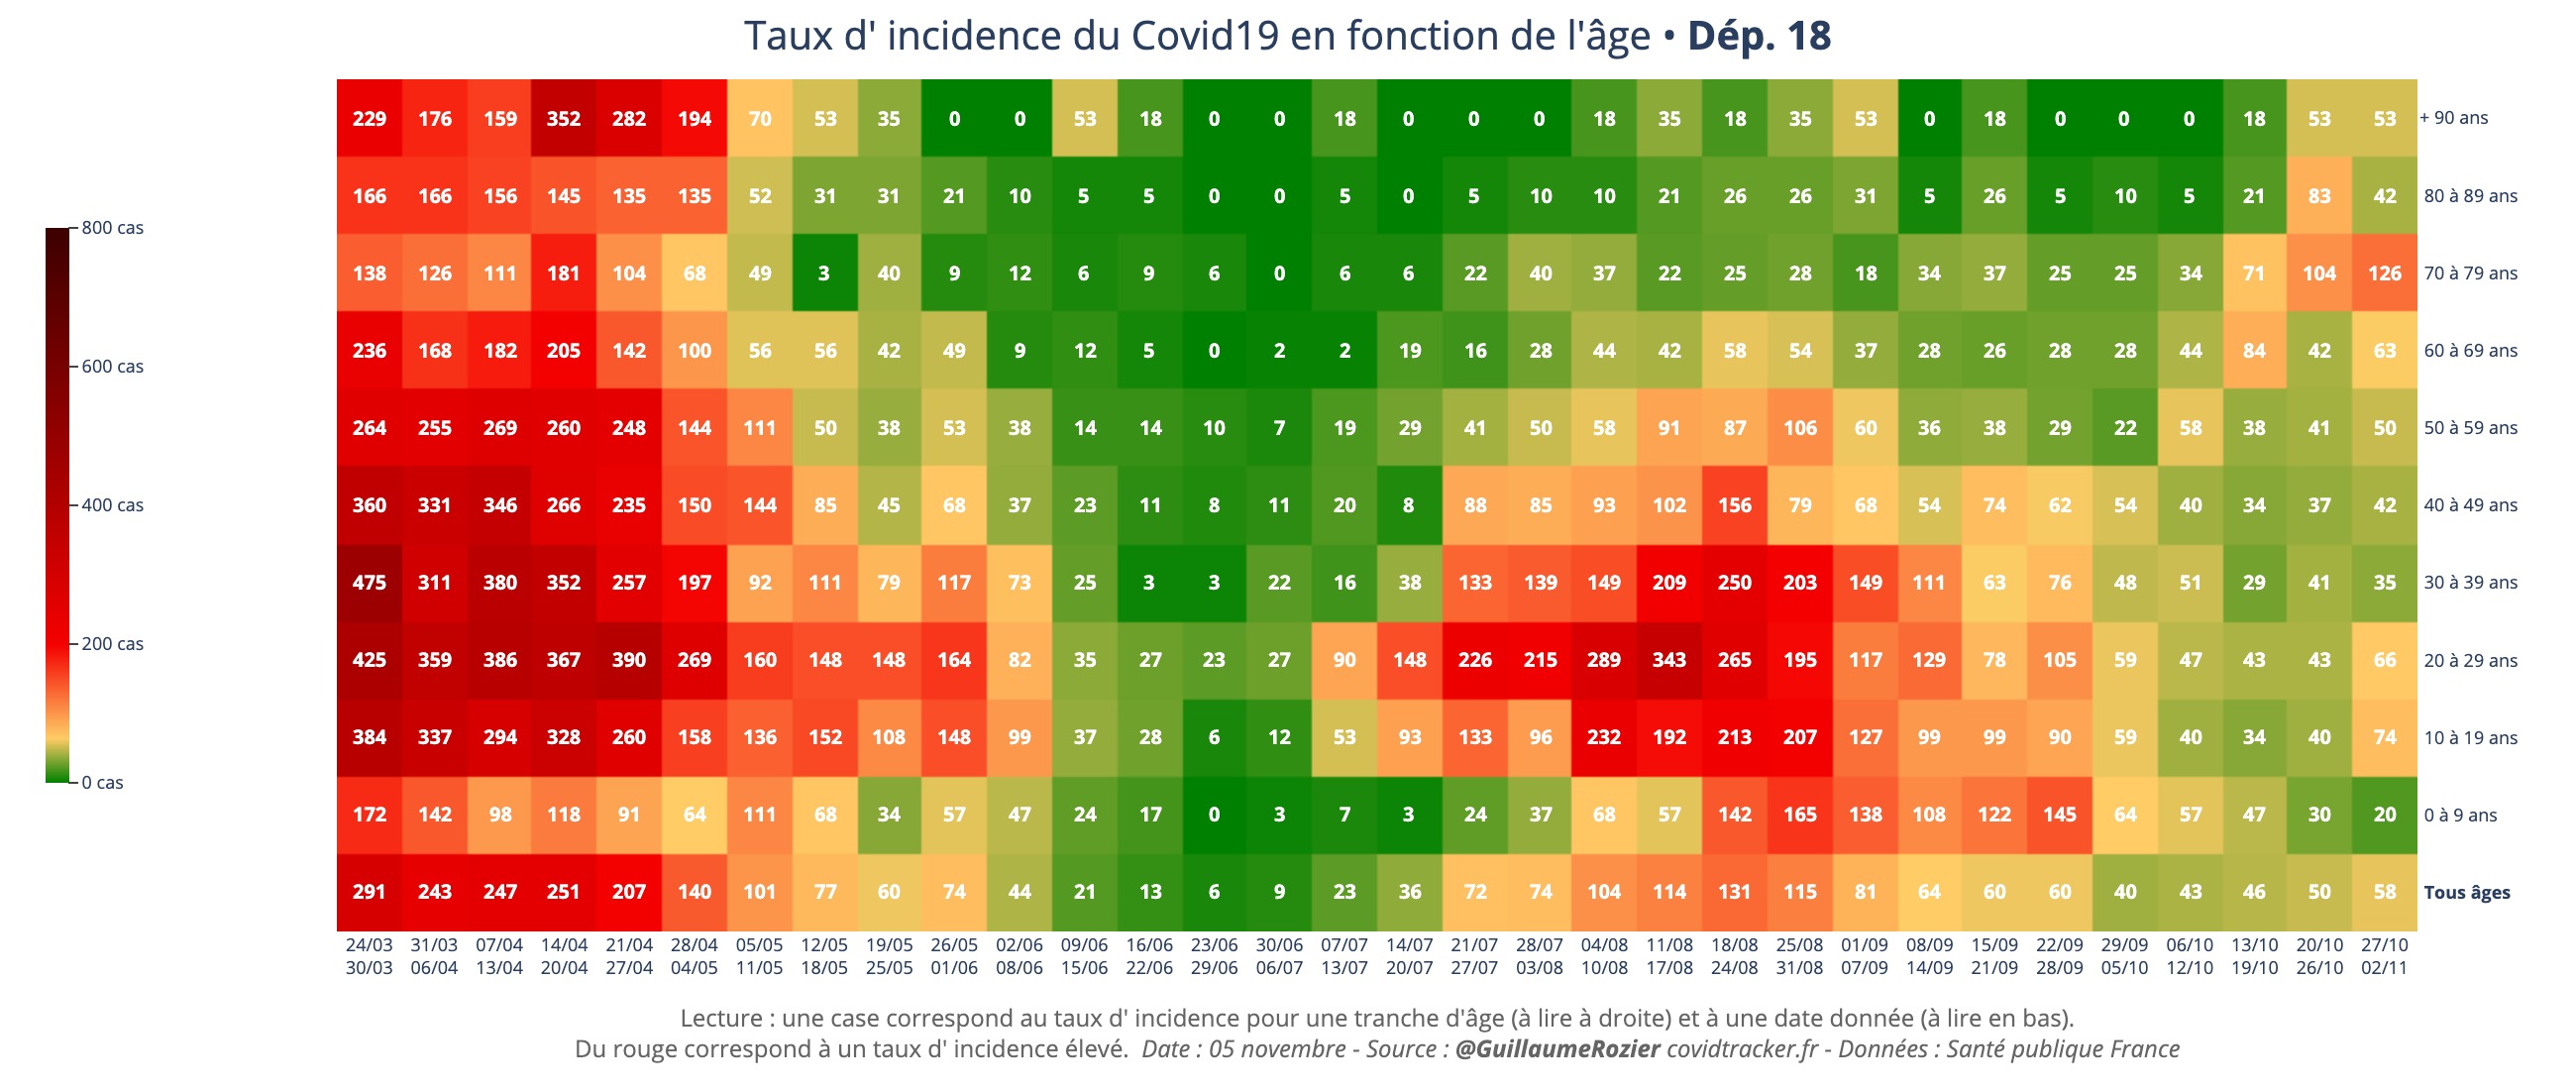 Taux d' incidence du Covid19 en fonction de l'âge • Dép. 18
800 cas
600 cas
400 cas
200 cas
0 cas
229 176 159 352 282 194 70 53 35 0 0 53 18 0 0 18 0 0 0 18 35 18 35 53 0 18 0 0 0 18 53 53 + 90 ans
166 166 156 145 135 135 52 31 31 21 10 5 5 0 0 5 0 5 10 10 21 26 26 31 5 26 5 10 5 21 83 42 80 à 89 ans
138 126 111 181 104 68 49 3 40 9 12 6 9 6 0 6 6 22 40 37 22 25 28 18 34 37 25 25 34 71 104 126 70 à 79 ans
236 168 182 205 142 100 56 56 42 49 9 12 5 0 2 2 19 16 28 44 42 58 54 37 28 26 28 28 44 84 42 63 60 à 69 ans
264 255 269 260 248 144 111 50 38 53 38 14 14 10 7 19 29 41 50 58 91 87 106 60 36 38 29 22 58 38 41 50 50 à 59 ans
360 331 346 266 235 150 144 85 45 68 37 23 11 8 11 20 8 88 85 93 102 156 79 68 54 74 62 54 40 34 37 42 40 à 49 ans
475 311 380 352 257 197 92 111 79 117 73 25 3 3 22 16 38 133 139 149 209 250 203 149 111 63 76 48 51 29 41 35 30 à 39 ans
425 359 386 367 390 269 160 148 148 164 82 35 27 23 27 90 148 226 215 289 343 265 195 117 129 78 105 59 47 43 43 66 20 à 29 ans
384 337 294 328 260 158 136 152 108 148 99 37 28 6 12 53 93 133 96 232 192 213 207 127 99 99 90 59 40 34 40 74 10 à 19 ans
172 142 98 118 91 64 111 68 34 57 47 24 17 0 3 7 3 24 37 68 57 142 165 138 108 122 145 64 57 47 30 20 0 à 9 ans
291 243 247 251 207 140 101 77 60 74 44 21 13 6 9 23 36 72 74 104 114 131 115 81 64 60 60 40 43 46 50 58 Tous âges
24/03 31/03 07/04 14/04 21/04 28/04 05/05 12/05 19/05 26/05 02/06 09/06 16/06 23/06 30/06 07/07 14/07 21/07 28/07 04/08 11/08 18/08 25/08 01/09 08/09 15/09 22/09 29/09 06/10 13/10 20/10 27/10
30/03 06/04 13/04 20/04 27/04 04/05 11/05 18/05 25/05 01/06 08/06 15/06 22/06 29/06 06/07 13/07 20/07 27/07 03/08 10/08 17/08 24/08 31/08 07/09 14/09 21/09 28/09 05/10 12/10 19/10 26/10 02/11
Lecture : une case correspond au taux d' incidence pour une tranche d'âge (à lire à droite) et à une date donnée (à lire en bas).
Du rouge correspond à un taux d' incidence élevé. Date : 05 novembre - Source : @GuillaumeRozier covidtracker.fr - Données : Santé publique France